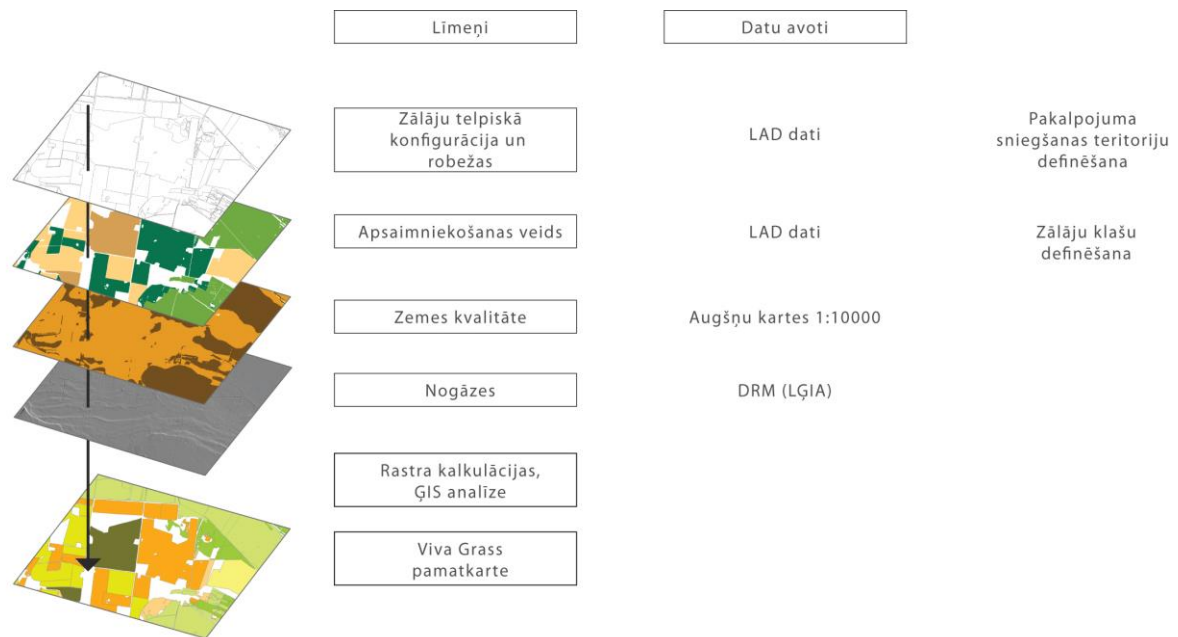 Līmeņi
Datu avoti
Zālāju telpiskā
konfigurācija un
robežas
LAD dati
Pakalpojuma
sniegšanas teritoriju
definēšana
Apsaimniekošanas veids
LAD dati
Zālāju klašu
definēšana
Zemes kvalitāte
Augšņu kartes 1:10000
Nogāzes
DRM (LĢIA)
Rastra kalkulācijas,
ĢIS analīze
Viva Grass
pamatkarte